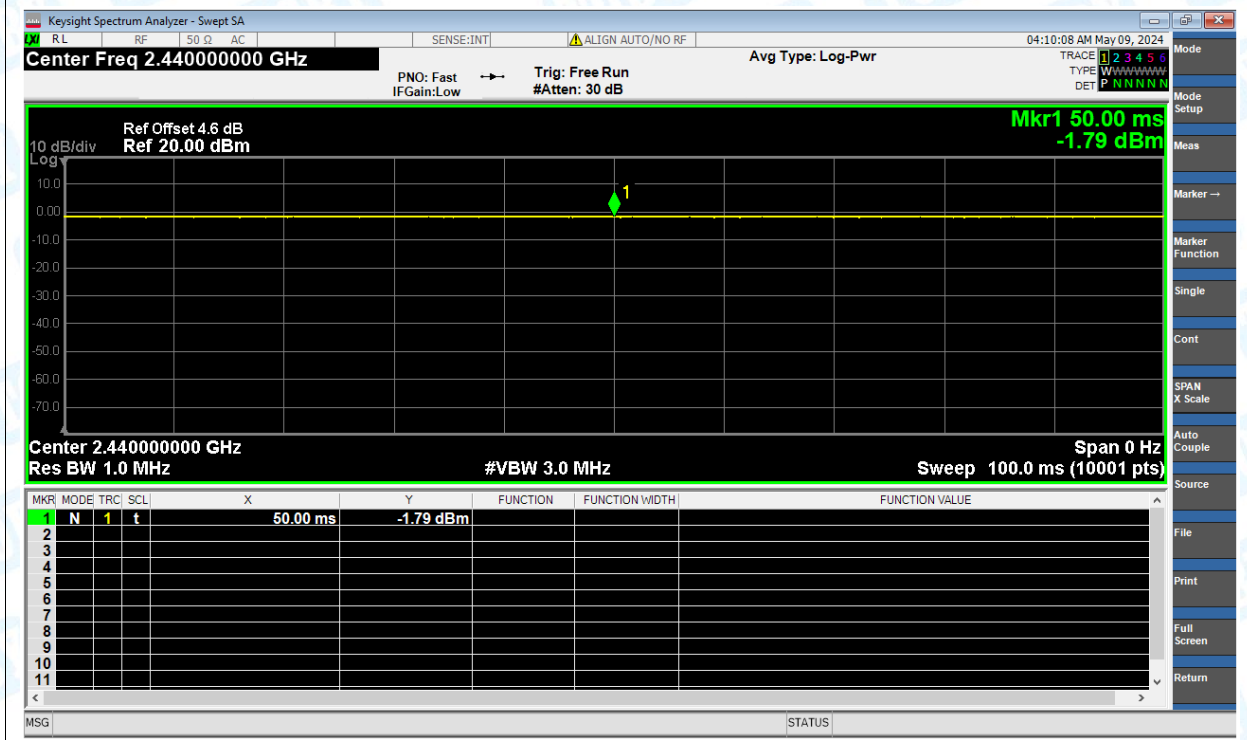 Keysight Spectrum Analyzer - Swept SA
LXI RL RF 50 Ω AC SENSE:INT ALIGN AUTO/NO RF 04:10:08 AM May 09, 2024
Center Freq 2.440000000 GHz
PNO: Fast
IFGain:Low
Trig: Free Run
#Atten: 30 dB
Avg Type: Log-Pwr
TRACE 1 2 3 4 5 6
TYPE WWWWWW
DET P N N N N N
Ref Offset 4.6 dB
10 dB/div Ref 20.00 dBm
Log
Mkr1 50.00 ms
-1.79 dBm
10.0
0.00
-10.0
-20.0
-30.0
-40.0
-50.0
-60.0
-70.0
1
Center 2.440000000 GHz Span 0 Hz
Res BW 1.0 MHz #VBW 3.0 MHz Sweep 100.0 ms (10001 pts)
MKR MODE TRC SCL X Y FUNCTION FUNCTION WIDTH FUNCTION VALUE
1 N 1 t 50.00 ms -1.79 dBm
2
3
4
5
6
7
8
9
10
11
MSG STATUS
Mode
Mode
Setup
Meas
Marker →
Marker
Function
Single
Cont
SPAN
X Scale
Auto
Couple
Source
File
Print
Full
Screen
Return